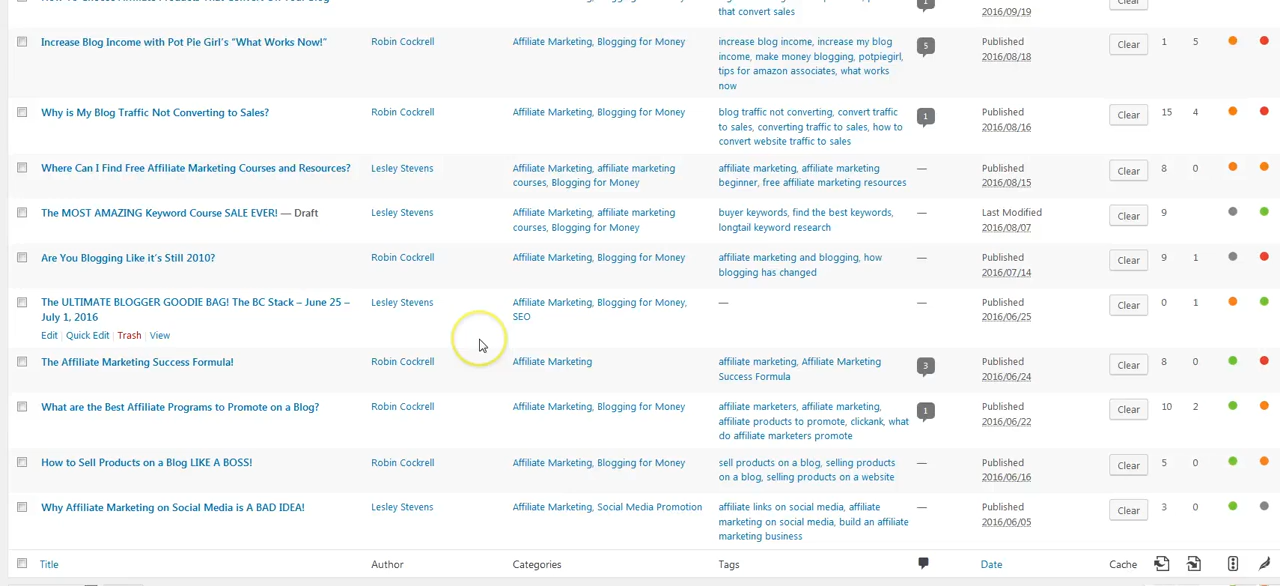 that convert sales
1
2016/09/19
Clear
Increase Blog Income with Pot Pie Girl's "What Works Now!"
Robin Cockrell
Affiliate Marketing, Blogging for Money
increase blog income, increase my blog
income, make money blogging, potpiegirl,
tips for amazon associates, what works
now
5
Published
2016/08/18
Clear
1
5
Why is My Blog Traffic Not Converting to Sales?
Robin Cockrell
Affiliate Marketing, Blogging for Money
blog traffic not converting, convert traffic
to sales, converting traffic to sales, how to
convert website traffic to sales
1
Published
2016/08/16
Clear
15
4
Where Can I Find Free Affiliate Marketing Courses and Resources?
Lesley Stevens
Affiliate Marketing, affiliate marketing
courses, Blogging for Money
affiliate marketing, affiliate marketing
beginner, free affiliate marketing resources
—
Published
2016/08/15
Clear
8
0
The MOST AMAZING Keyword Course SALE EVER! — Draft
Lesley Stevens
Affiliate Marketing, affiliate marketing
courses, Blogging for Money
buyer keywords, find the best keywords,
longtail keyword research
—
Last Modified
2016/08/07
Clear
9
Are You Blogging Like it's Still 2010?
Robin Cockrell
Affiliate Marketing, Blogging for Money
affiliate marketing and blogging, how
blogging has changed
—
Published
2016/07/14
Clear
9
1
The ULTIMATE BLOGGER GOODIE BAG! The BC Stack – June 25 –
July 1, 2016
Edit | Quick Edit | Trash | View
Lesley Stevens
Affiliate Marketing, Blogging for Money,
SEO
—
—
Published
2016/06/25
Clear
0
1
The Affiliate Marketing Success Formula!
Robin Cockrell
Affiliate Marketing
affiliate marketing, Affiliate Marketing
Success Formula
3
Published
2016/06/24
Clear
8
0
What are the Best Affiliate Programs to Promote on a Blog?
Robin Cockrell
Affiliate Marketing, Blogging for Money
affiliate marketers, affiliate marketing,
affiliate products to promote, clickank, what
do affiliate marketers promote
1
Published
2016/06/22
Clear
10
2
How to Sell Products on a Blog LIKE A BOSS!
Robin Cockrell
Affiliate Marketing, Blogging for Money
sell products on a blog, selling products
on a blog, selling products on a website
—
Published
2016/06/16
Clear
5
0
Why Affiliate Marketing on Social Media is A BAD IDEA!
Lesley Stevens
Affiliate Marketing, Social Media Promotion
affiliate links on social media, affiliate
marketing on social media, build an affiliate
marketing business
—
Published
2016/06/05
Clear
3
0
Title
Author
Categories
Tags
Date
Cache